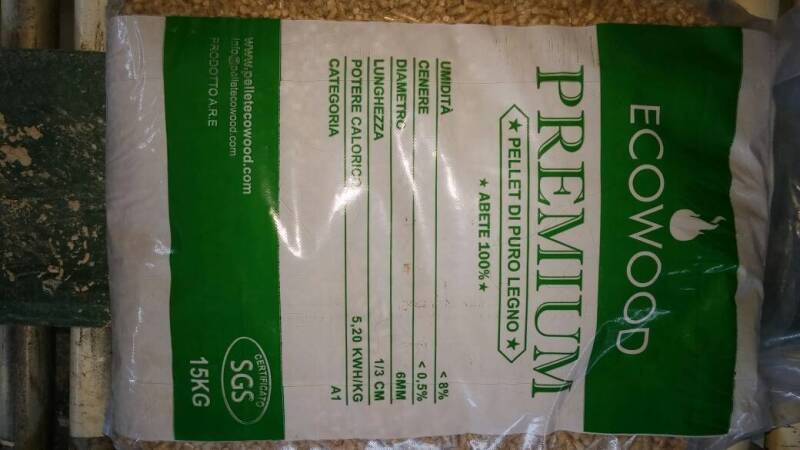 ECOWOOD
PREMIUM
★ PELLET DI PURO LEGNO ★
★ ABETE 100% ★
UMIDITÀ < 8%
CENERE < 0,5%
DIAMETRO 6MM
LUNGHEZZA 1/3 CM
POTERE CALORICO 5,20 KWH/KG
CATEGORIA A1
www.pelletecowood.com
info@pelletecowood.com
PRODOTTO A.R.E
CERTIFICATO
SGS
15KG